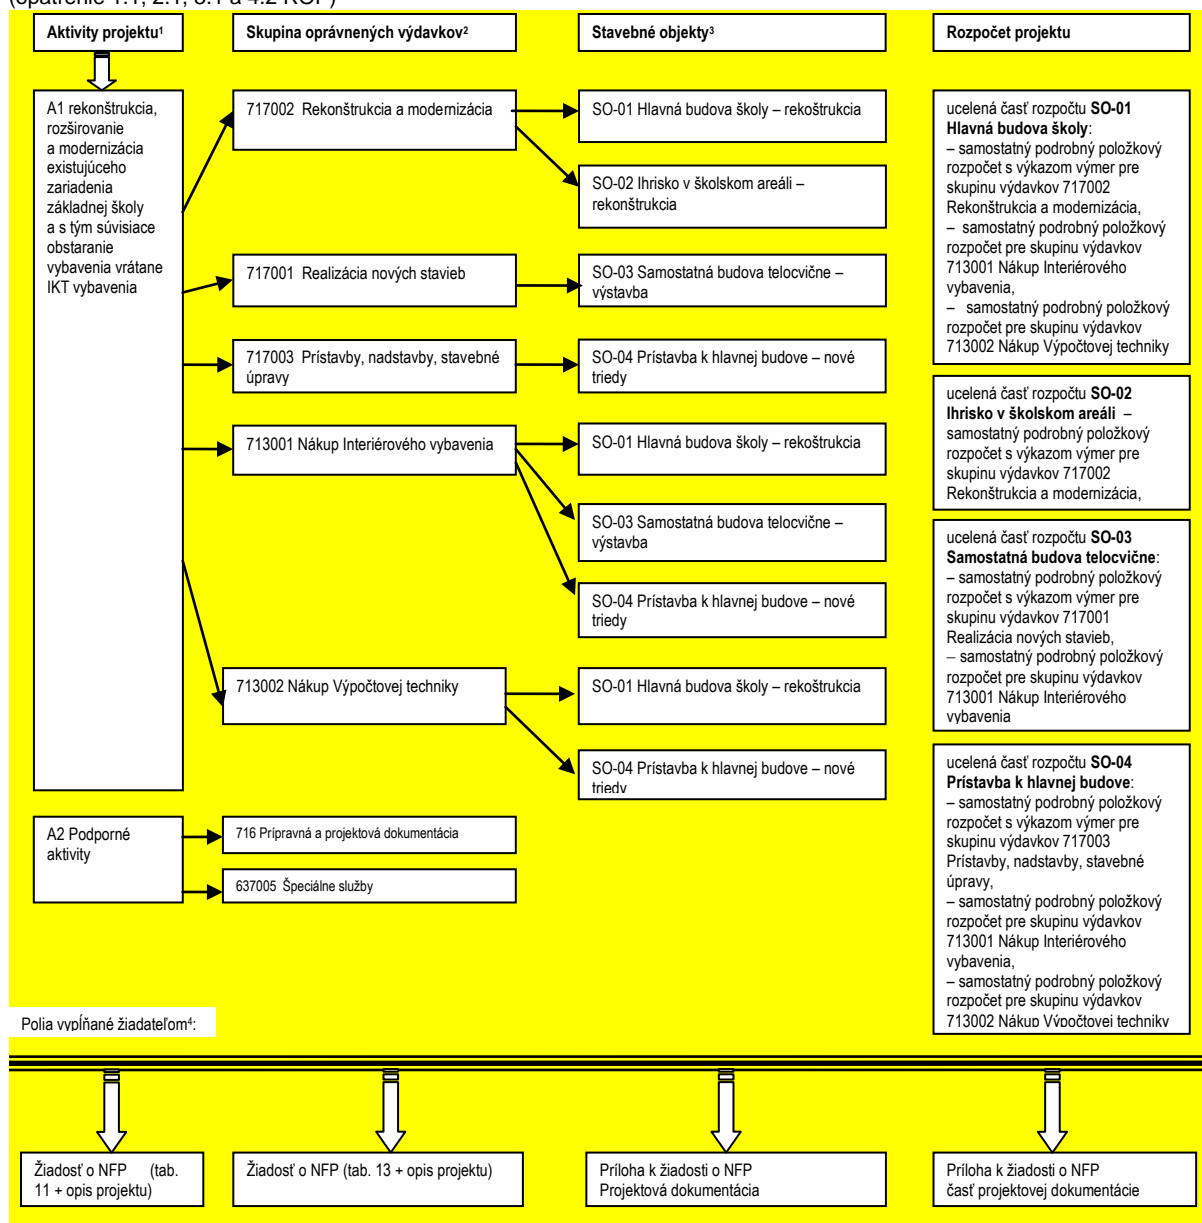 Aktivity projektu¹
Skupina oprávnených výdavkov²
Stavebné objekty³
Rozpočet projektu
A1 rekonštrukcia,
rozširovanie
a modernizácia
existujúceho
zariadenia
základnej školy
a s tým súvisiace
obstaranie
vybavenia vrátane
IKT vybavenia
717002 Rekonštrukcia a modernizácia
SO-01 Hlavná budova školy – rekoštrukcia
SO-02 Ihrisko v školskom areáli –
rekonštrukcia
717001 Realizácia nových stavieb
SO-03 Samostatná budova telocvične –
výstavba
717003 Prístavby, nadstavby, stavebné
úpravy
SO-04 Prístavba k hlavnej budove – nové
triedy
713001 Nákup Interiérového vybavenia
SO-01 Hlavná budova školy – rekoštrukcia
SO-03 Samostatná budova telocvične –
výstavba
SO-04 Prístavba k hlavnej budove – nové
triedy
713002 Nákup Výpočtovej techniky
SO-01 Hlavná budova školy – rekoštrukcia
SO-04 Prístavba k hlavnej budove – nové
triedy
ucelená časť rozpočtu SO-01
Hlavná budova školy:
– samostatný podrobný položkový
rozpočet s výkazom výmer pre
skupinu výdavkov 717002
Rekonštrukcia a modernizácia,
– samostatný podrobný položkový
rozpočet pre skupinu výdavkov
713001 Nákup Interiérového
vybavenia,
– samostatný podrobný položkový
rozpočet pre skupinu výdavkov
713002 Nákup Výpočtovej techniky
ucelená časť rozpočtu SO-02
Ihrisko v školskom areáli –
samostatný podrobný položkový
rozpočet s výkazom výmer pre
skupinu výdavkov 717002
Rekonštrukcia a modernizácia,
ucelená časť rozpočtu SO-03
Samostatná budova telocvične:
– samostatný podrobný položkový
rozpočet s výkazom výmer pre
skupinu výdavkov 717001
Realizácia nových stavieb,
– samostatný podrobný položkový
rozpočet pre skupinu výdavkov
713001 Nákup Interiérového
vybavenia
ucelená časť rozpočtu SO-04
Prístavba k hlavnej budove:
– samostatný podrobný položkový
rozpočet s výkazom výmer pre
skupinu výdavkov 717003
Prístavby, nadstavby, stavebné
úpravy,
– samostatný podrobný položkový
rozpočet pre skupinu výdavkov
713001 Nákup Interiérového
vybavenia,
– samostatný podrobný položkový
rozpočet pre skupinu výdavkov
713002 Nákup Výpočtovej techniky
A2 Podporné
aktivity
716 Prípravná a projektová dokumentácia
637005 Špeciálne služby
Polia vypĺňané žiadateľom⁴:
Žiadosť o NFP (tab.
11 + opis projektu)
Žiadosť o NFP (tab. 13 + opis projektu)
Príloha k žiadosti o NFP
Projektová dokumentácia
Príloha k žiadosti o NFP
časť projektovej dokumentácie